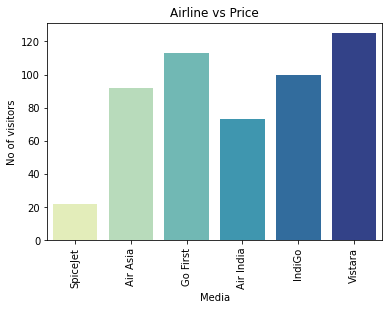 Airline vs Price
No of visitors
120
100
80
60
40
20
0
SpiceJet
Air Asia
Go First
Air India
IndiGo
Vistara
Media